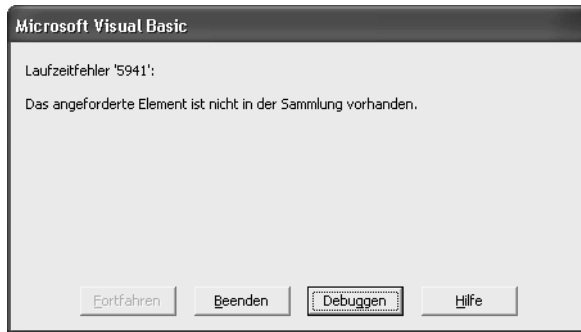 Microsoft Visual Basic
Laufzeitfehler '5941':
Das angeforderte Element ist nicht in der Sammlung vorhanden.
Fortfahren Beenden Debuggen Hilfe